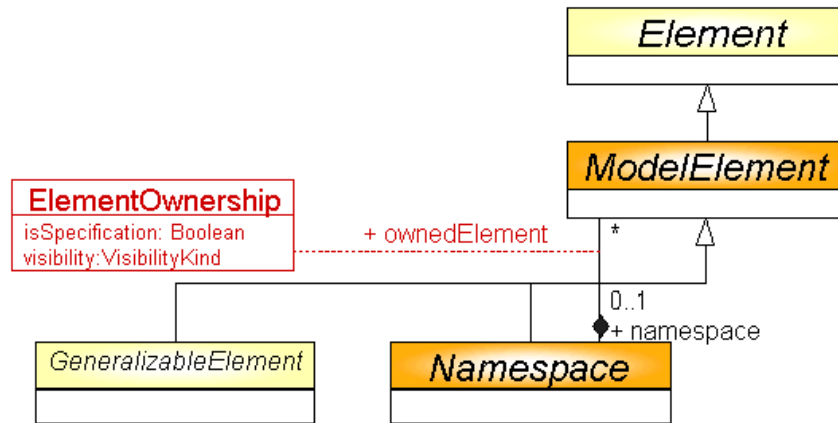 Element
ModelElement
ElementOwnership
isSpecification: Boolean
visibility:VisibilityKind
+ ownedElement
*
0..1
+ namespace
GeneralizableElement
Namespace